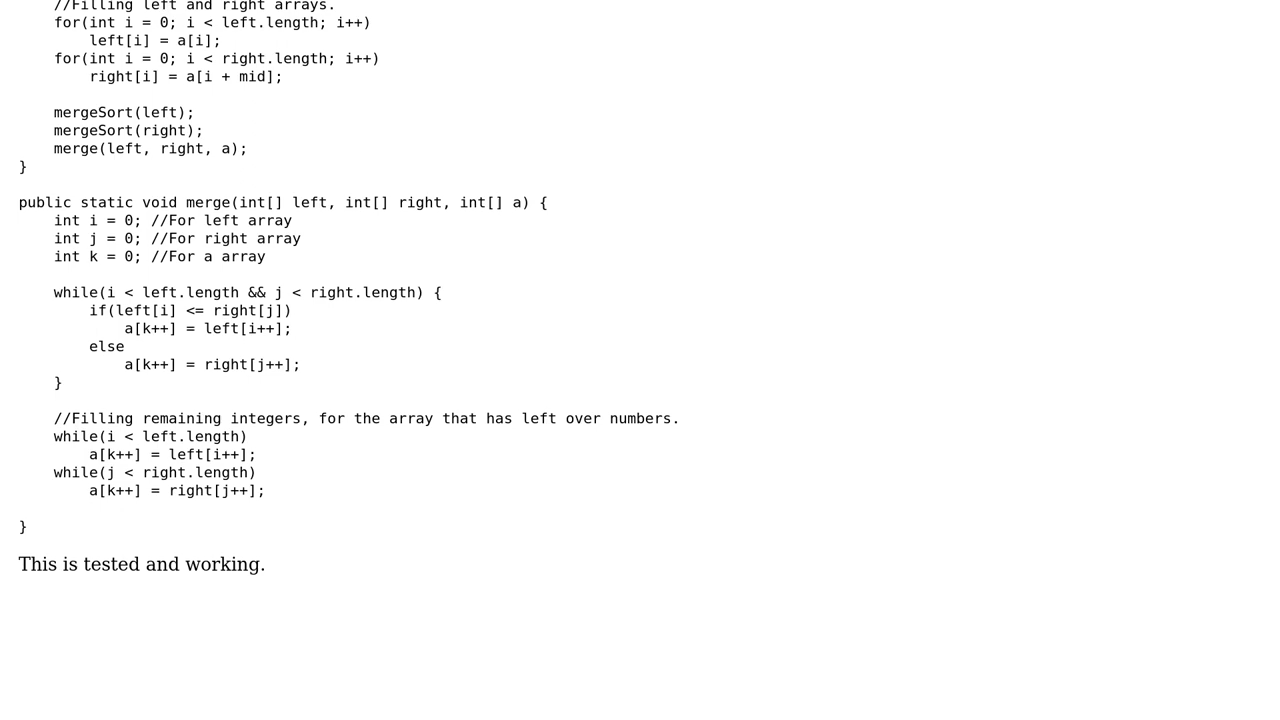 //Filling left and right arrays.
    for(int i = 0; i < left.length; i++)
        left[i] = a[i];
    for(int i = 0; i < right.length; i++)
        right[i] = a[i + mid];

    mergeSort(left);
    mergeSort(right);
    merge(left, right, a);
}

public static void merge(int[] left, int[] right, int[] a) {
    int i = 0; //For left array
    int j = 0; //For right array
    int k = 0; //For a array

    while(i < left.length && j < right.length) {
        if(left[i] <= right[j])
            a[k++] = left[i++];
        else
            a[k++] = right[j++];
    }

    //Filling remaining integers, for the array that has left over numbers.
    while(i < left.length)
        a[k++] = left[i++];
    while(j < right.length)
        a[k++] = right[j++];

}
This is tested and working.